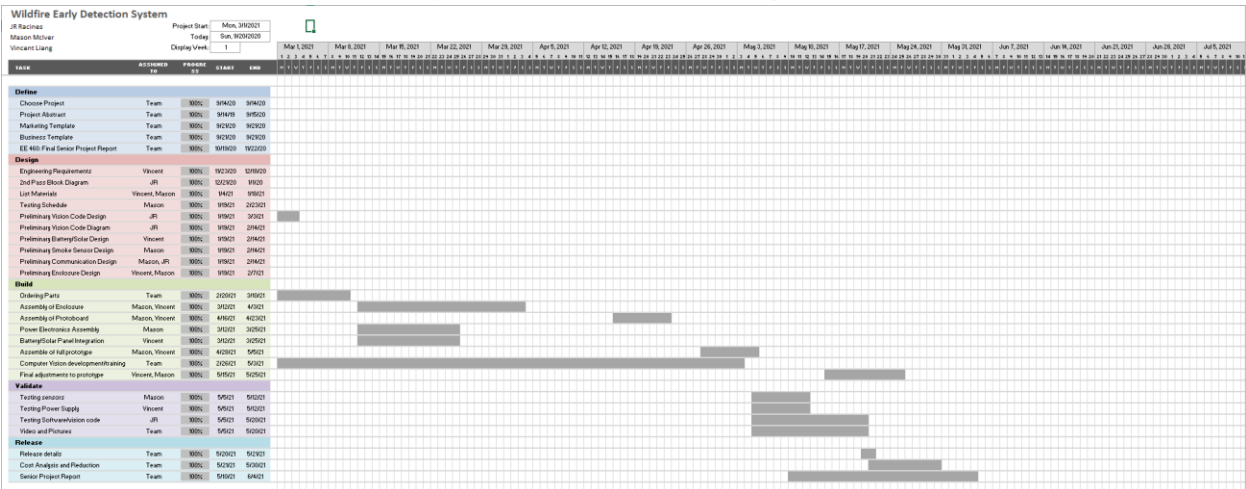 Wildfire Early Detection System
JR Racines
Project Start:
Mon, 3/1/2021
Mason McIver
Today:
Sun, 9/20/2020
Vincent Liang
Display Week:
1
Mar 1, 2021 Mar 8, 2021 Mar 15, 2021 Mar 22, 2021 Mar 29, 2021 Apr 5, 2021 Apr 12, 2021 Apr 19, 2021 Apr 26, 2021 May 3, 2021 May 10, 2021 May 17, 2021 May 24, 2021 May 31, 2021 Jun 7, 2021 Jun 14, 2021 Jun 21, 2021 Jun 28, 2021 Jul 5, 2021
TASK ASSIGNED TO PROGRESS START END
Define
Choose Project Team 100% 9/14/20 9/14/20
Project Abstract Team 100% 9/14/19 9/15/20
Marketing Template Team 100% 9/21/20 9/29/20
Business Template Team 100% 9/21/20 9/29/20
EE 460: Final Senior Project Report Team 100% 10/19/20 11/22/20
Design
Engineering Requirements Vincent 100% 11/23/20 12/18/20
2nd Pass Block Diagram JR 100% 12/21/20 1/1/20
List Materials Vincent, Mason 100% 1/4/21 1/18/21
Testing Schedule Mason 100% 1/19/21 2/23/21
Preliminary Vision Code Design JR 100% 1/19/21 3/3/21
Preliminary Vision Code Diagram JR 100% 1/19/21 2/14/21
Preliminary Battery/Solar Design Vincent 100% 1/19/21 2/14/21
Preliminary Smoke Sensor Design Mason 100% 1/19/21 2/14/21
Preliminary Communication Design Mason, JR 100% 1/19/21 2/14/21
Preliminary Enclosure Design Vincent, Mason 100% 1/19/21 2/7/21
Build
Ordering Parts Team 100% 2/20/21 3/10/21
Assembly of Enclosure Mason, Vincent 100% 3/12/21 4/3/21
Assembly of Protoboard Mason, Vincent 100% 4/16/21 4/23/21
Power Electronics Assembly Mason 100% 3/12/21 3/25/21
Battery/Solar Panel Integration Vincent 100% 3/12/21 3/25/21
Assemble of full prototype Mason, Vincent 100% 4/28/21 5/5/21
Computer Vision development/training Team 100% 2/26/21 5/3/21
Final adjustments to prototype Vincent, Mason 100% 5/15/21 5/25/21
Validate
Testing sensors Mason 100% 5/5/21 5/12/21
Testing Power Supply Vincent 100% 5/5/21 5/12/21
Testing Software/vision code JR 100% 5/5/21 5/20/21
Video and Pictures Team 100% 5/5/21 5/20/21
Release
Release details Team 100% 5/20/21 5/21/21
Cost Analysis and Reduction Team 100% 5/21/21 5/30/21
Senior Project Report Team 100% 5/10/21 6/4/21